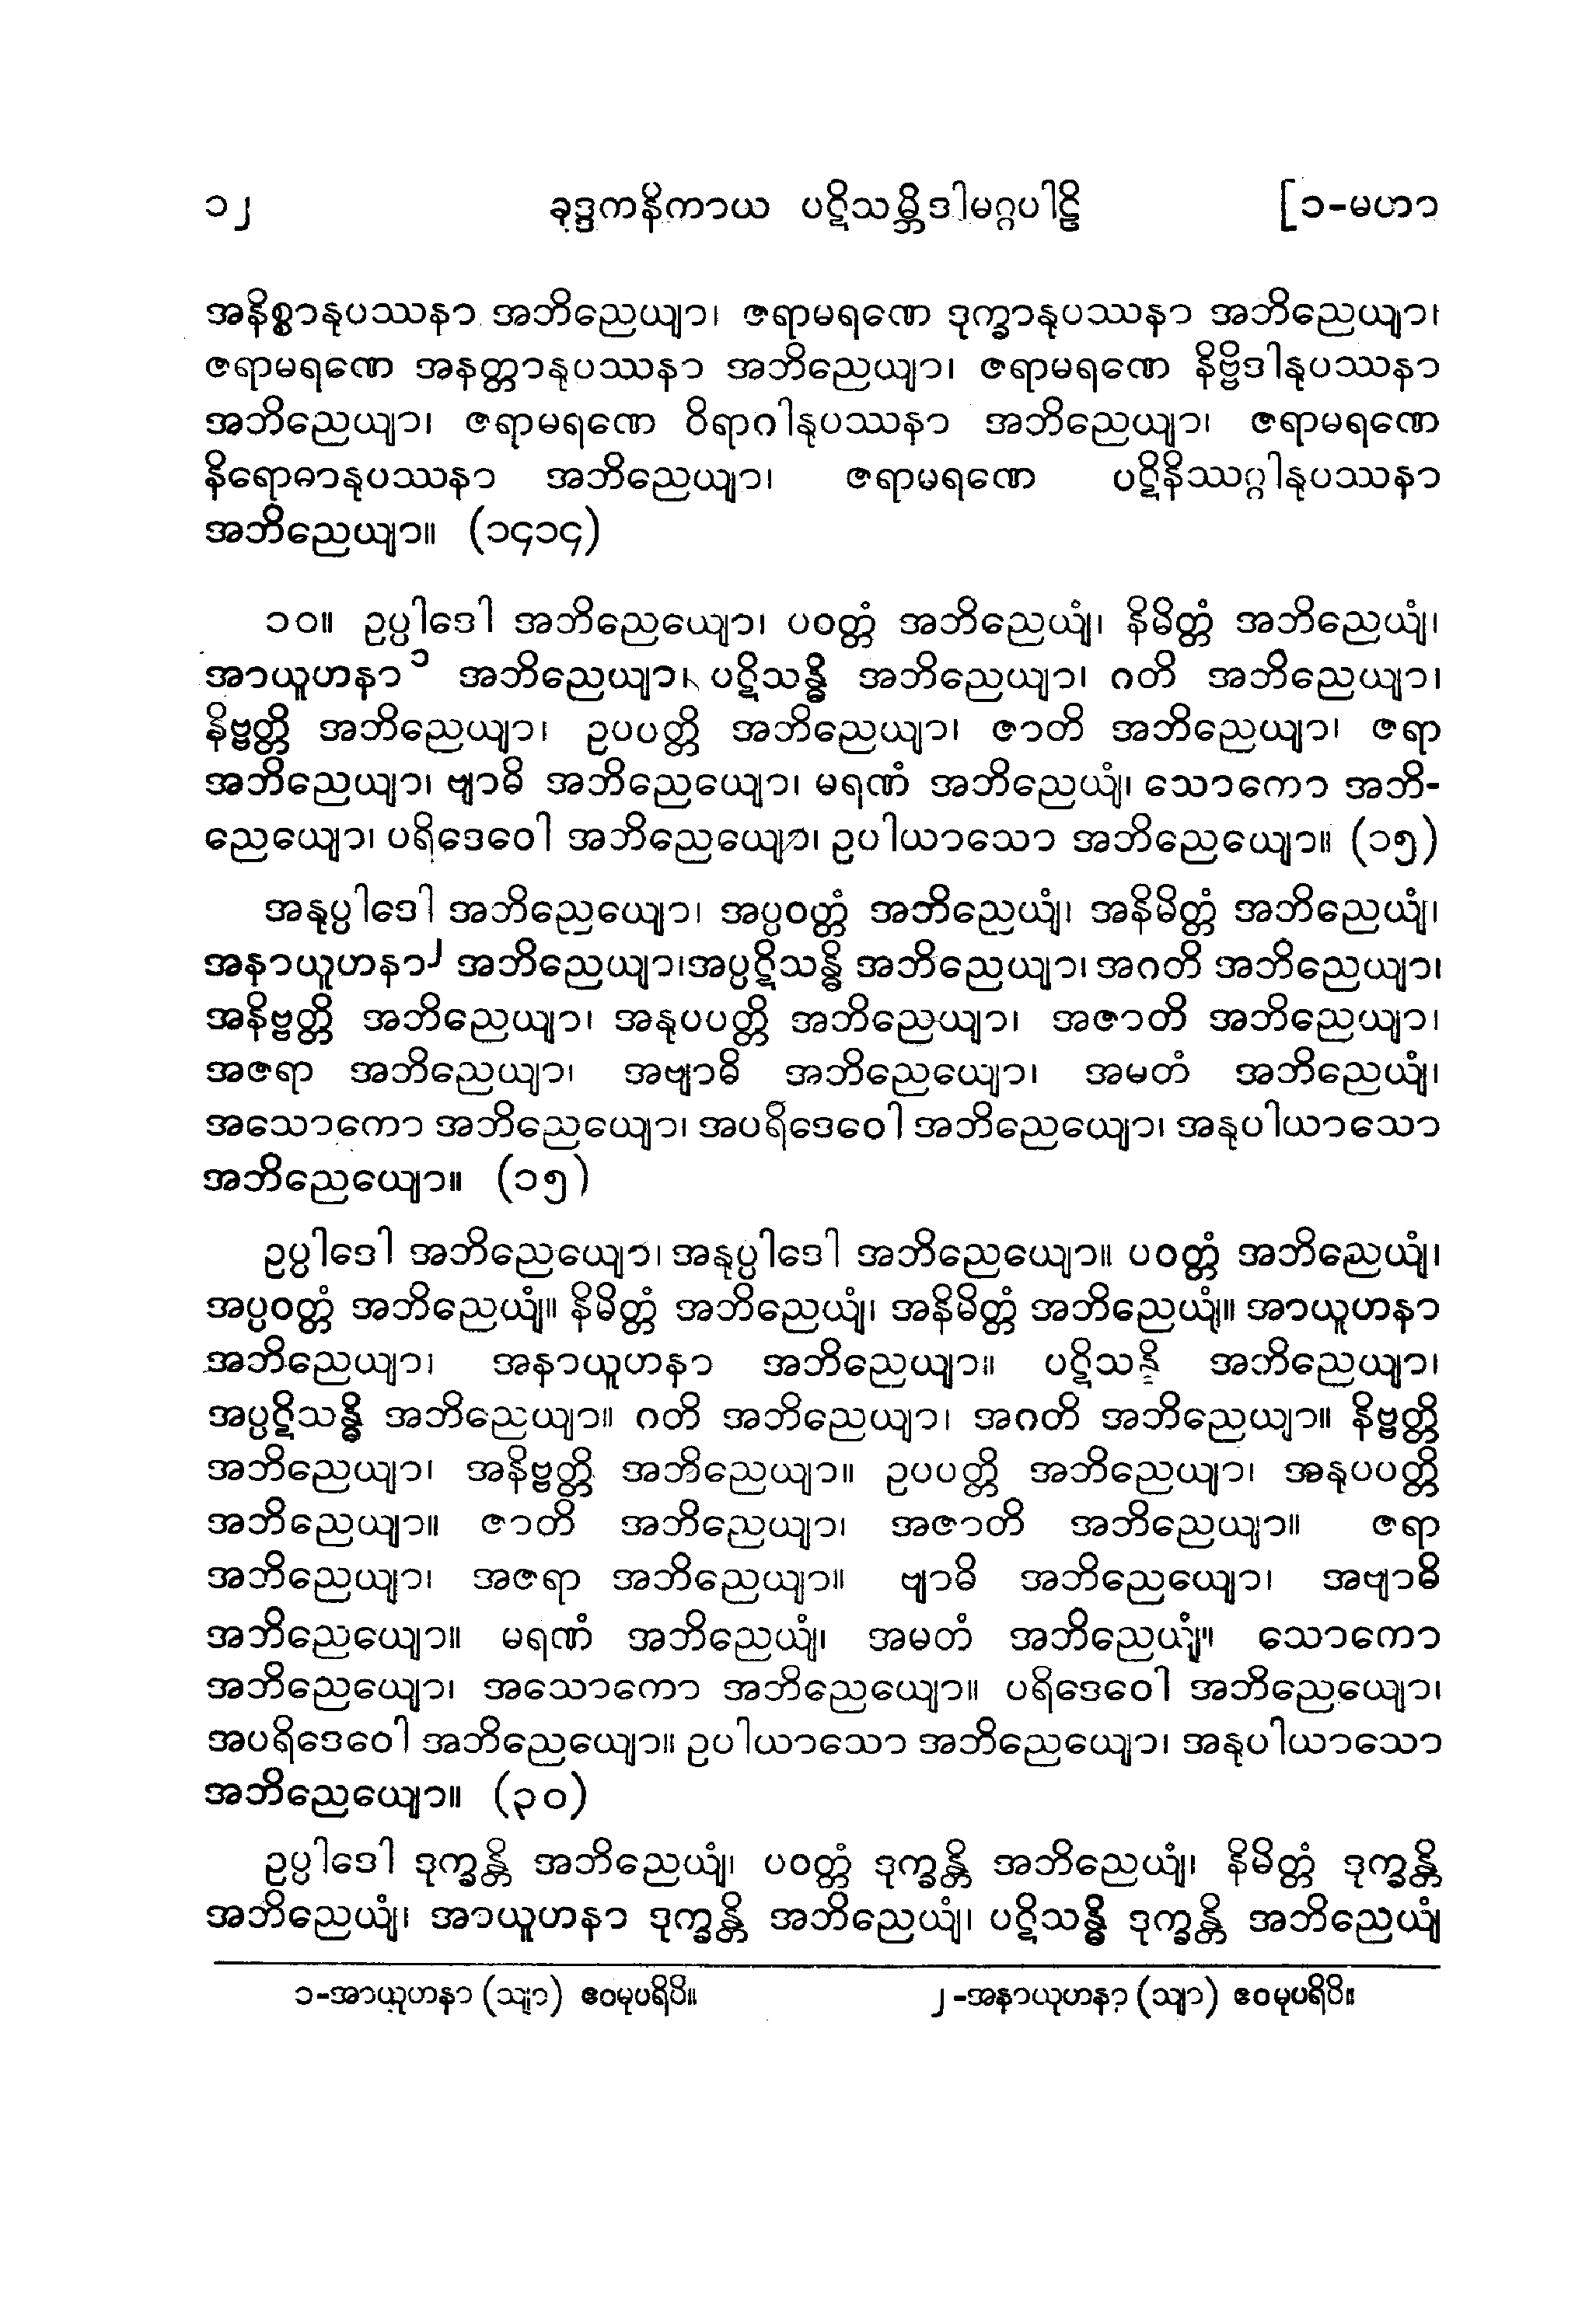 ၁၂ ခုဒ္ဒကနိကာယ ပဋိသမ္ဘိဒါမဂ္ဂပါဠိ [၁-မဟာ
အနိစ္စာနုပဿနာ အဘိညေယျာ၊ ဇရာမရဏေ ဒုက္ခာနုပဿနာ အဘိညေယျာ၊
ဇရာမရဏေ အနတ္တာနုပဿနာ အဘိညေယျာ၊ ဇရာမရဏေ နိဗ္ဗိဒါနုပဿနာ
အဘိညေယျာ၊ ဇရာမရဏေ ဝိရာဂါနုပဿနာ အဘိညေယျာ၊ ဇရာမရဏေ
နိရောဓာနုပဿနာ အဘိညေယျာ၊ ဇရာမရဏေ ပဋိနိဿဂ္ဂါနုပဿနာ
အဘိညေယျာ။ (၁၄၁၄)
၁၀။ ဥပ္ပါဒေါ အဘိညေယျော၊ ပဝတ္တံ အဘိညေယျံ၊ နိမိတ္တံ အဘိညေယျံ၊
အာယူဟနာ၁ အဘိညေယျာ၊ ပဋိသန္ဓိ အဘိညေယျာ၊ ဂတိ အဘိညေယျာ၊
နိဗ္ဗတ္တိ အဘိညေယျာ၊ ဥပပတ္တိ အဘိညေယျာ၊ ဇာတိ အဘိညေယျာ၊ ဇရာ
အဘိညေယျာ၊ ဗျာဓိ အဘိညေယျော၊ မရဏံ အဘိညေယျံ၊ သောကော အဘိ-
ညေယျော၊ ပရိဒေဝေါ အဘိညေယျော၊ ဥပါယာသော အဘိညေယျော။ (၁၅)
အနုပ္ပါဒေါ အဘိညေယျော၊ အပ္ပဝတ္တံ အဘိညေယျံ၊ အနိမိတ္တံ အဘိညေယျံ၊
အနာယူဟနာ၂ အဘိညေယျာ၊အပ္ပဋိသန္ဓိ အဘိညေယျာ၊ အဂတိ အဘိညေယျာ၊
အနိဗ္ဗတ္တိ အဘိညေယျာ၊ အနုပပတ္တိ အဘိညေယျာ၊ အဇာတိ အဘိညေယျာ၊
အဇရာ အဘိညေယျာ၊ အဗျာဓိ အဘိညေယျော၊ အမတံ အဘိညေယျံ၊
အသောကော အဘိညေယျော၊ အပရိဒေဝေါ အဘိညေယျော၊ အနုပါယာသော
အဘိညေယျော။ (၁၅)
ဥပ္ပါဒေါ အဘိညေယျော၊ အနုပ္ပါဒေါ အဘိညေယျော။ ပဝတ္တံ အဘိညေယျံ၊
အပ္ပဝတ္တံ အဘိညေယျံ။ နိမိတ္တံ အဘိညေယျံ၊ အနိမိတ္တံ အဘိညေယျံ။ အာယူဟနာ
အဘိညေယျာ၊ အနာယူဟနာ အဘိညေယျာ။ ပဋိသန္ဓိ အဘိညေယျာ၊
အပ္ပဋိသန္ဓိ အဘိညေယျာ။ ဂတိ အဘိညေယျာ၊ အဂတိ အဘိညေယျာ။ နိဗ္ဗတ္တိ
အဘိညေယျာ၊ အနိဗ္ဗတ္တိ အဘိညေယျာ။ ဥပပတ္တိ အဘိညေယျာ၊ အနုပပတ္တိ
အဘိညေယျာ။ ဇာတိ အဘိညေယျာ၊ အဇာတိ အဘိညေယျာ။ ဇရာ
အဘိညေယျာ၊ အဇရာ အဘိညေယျာ။ ဗျာဓိ အဘိညေယျော၊ အဗျာဓိ
အဘိညေယျော။ မရဏံ အဘိညေယျံ၊ အမတံ အဘိညေယျံ။ သောကော
အဘိညေယျော၊ အသောကော အဘိညေယျော။ ပရိဒေဝေါ အဘိညေယျော၊
အပရိဒေဝေါ အဘိညေယျော။ ဥပါယာသော အဘိညေယျော၊ အနုပါယာသော
အဘိညေယျော။ (၃၀)
ဥပ္ပါဒေါ ဒုက္ခန္တိ အဘိညေယျံ၊ ပဝတ္တံ ဒုက္ခန္တိ အဘိညေယျံ၊ နိမိတ္တံ ဒုက္ခန္တိ
အဘိညေယျံ၊ အာယူဟနာ ဒုက္ခန္တိ အဘိညေယျံ၊ ပဋိသန္ဓိ ဒုက္ခန္တိ အဘိညေယျံ
၁-အာယုဟနာ (သျာ) ဧဝမုပရိပိ။ ၂-အနာယုဟနာ (သျာ) ဧဝမုပရိပိ။